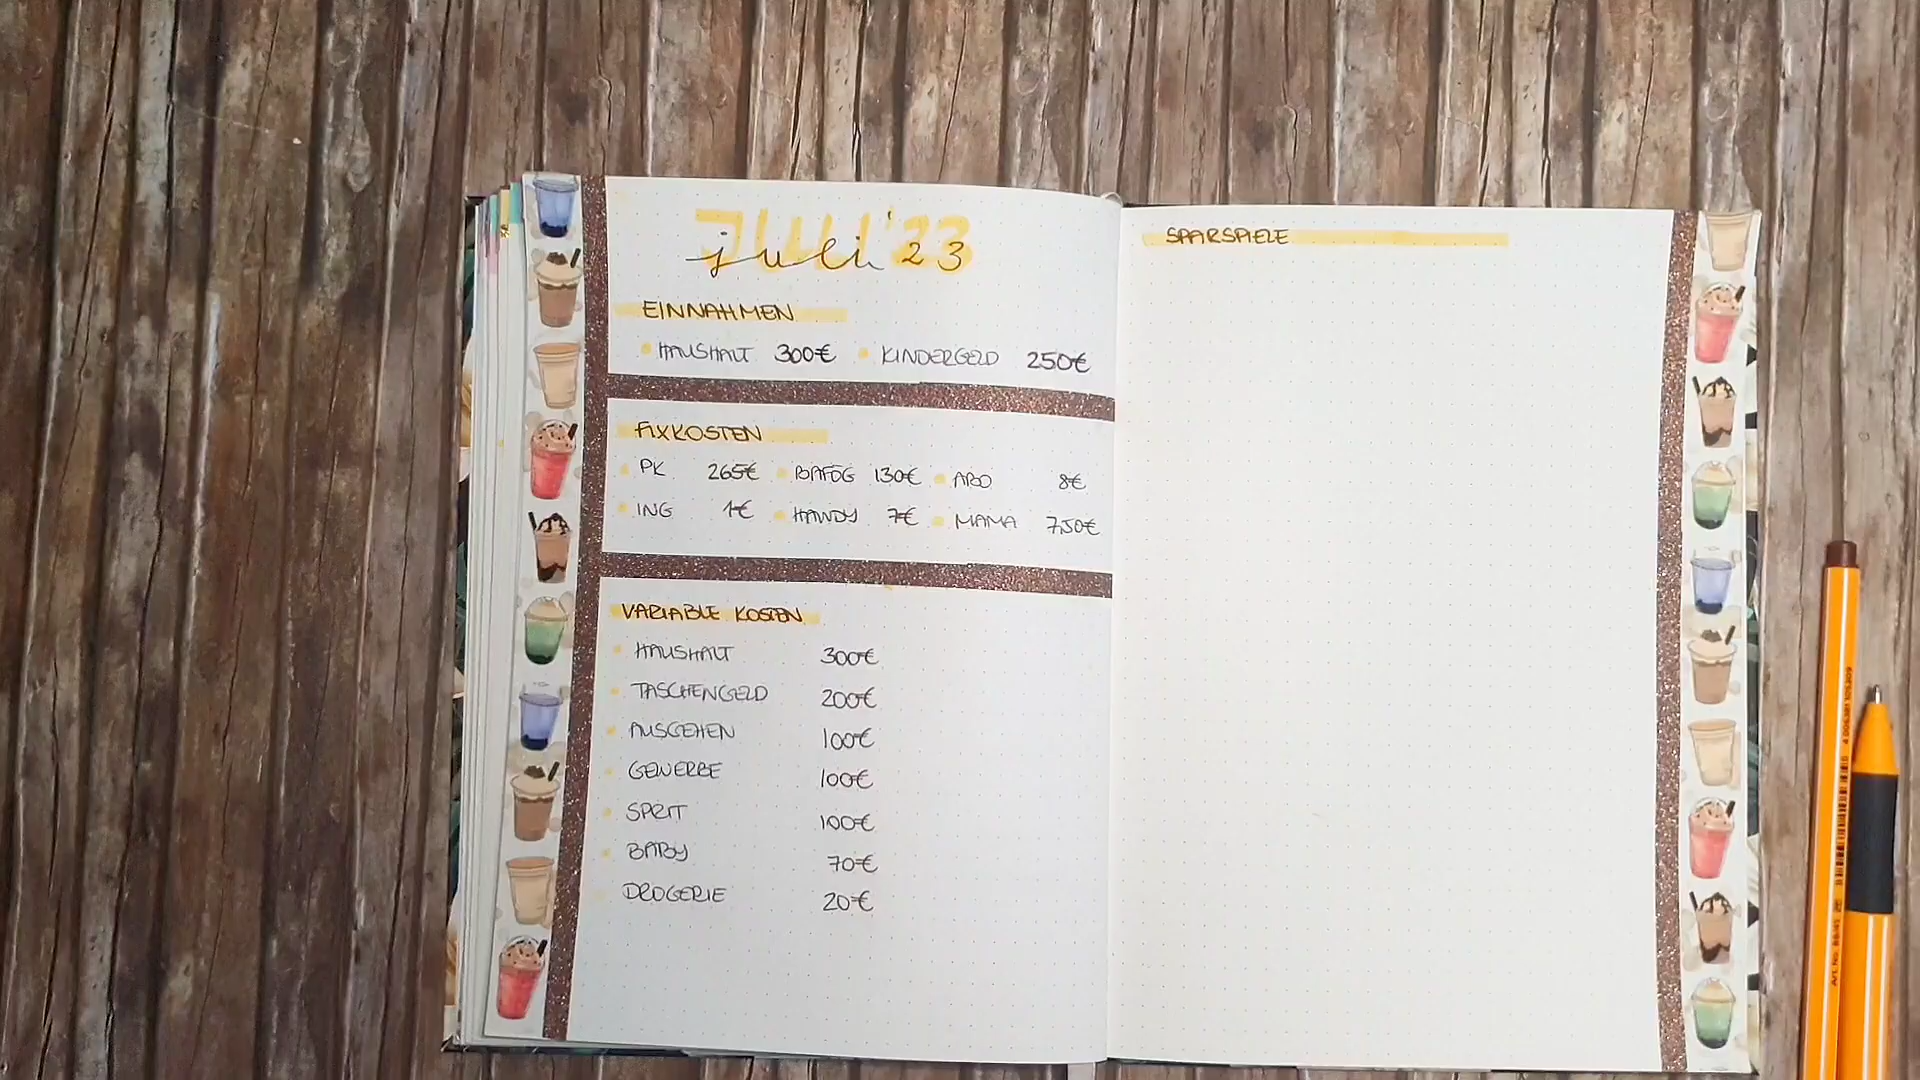 JULI '23
juli 23
EINNAHMEN
HAUSHALT 300€ KINDERGELD 250€
FIXKOSTEN
PK 265€ BAFÖG 130€ ABO 8€
ING 1€ HANDY 7€ MAMA 7,50€
VARIABLE KOSTEN
HAUSHALT 300€
TASCHENGELD 200€
AUSGEHEN 100€
GEWERBE 100€
SPRIT 100€
BABY 70€
DROGERIE 20€
SPARSPIELE